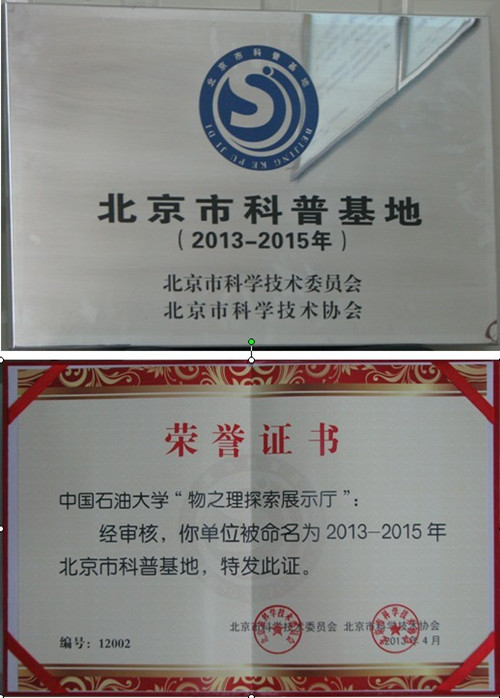 北京市科普基地
BEIJING KE PU JI DI
北京市科普基地
（2013-2015年）
北京市科学技术委员会
北京市科学技术协会
荣誉证书
中国石油大学“物之理探索展示厅”：
经审核，你单位被命名为2013-2015年
北京市科普基地，特发此证。
北京市科学技术委员会 北京市科学技术协会
编号：12002 2013年4月